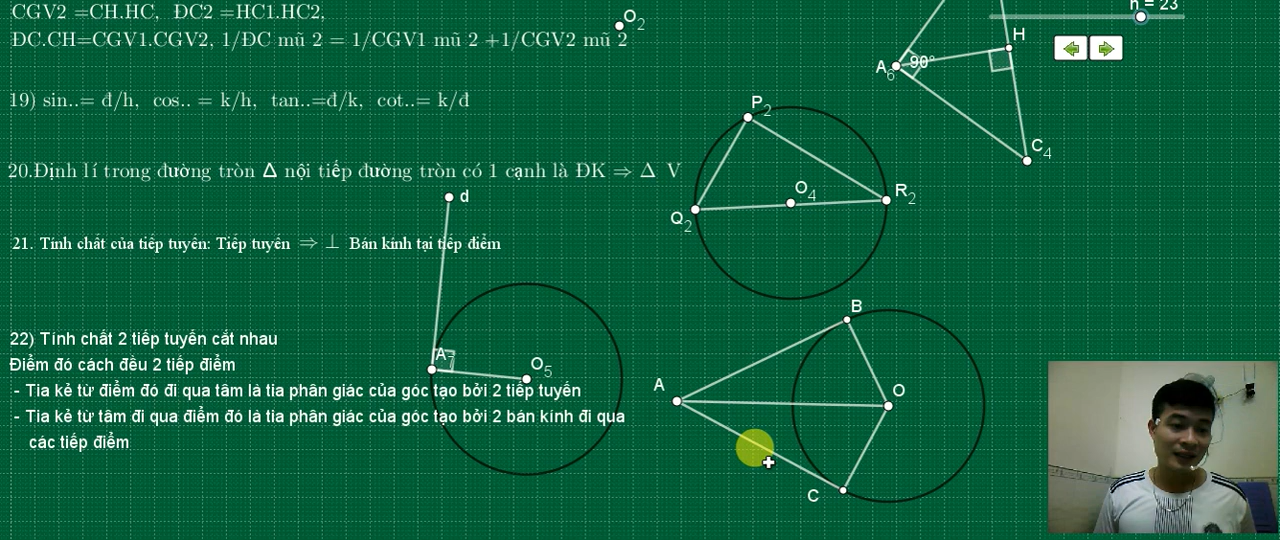 CGV2 =CH.HC, ĐC2 =HC1.HC2,
ĐC.CH=CGV1.CGV2, 1/ĐC mũ 2 = 1/CGV1 mũ 2 +1/CGV2 mũ 2
O2
n = 23
H
A6
90°
C4
19) sin..= đ/h, cos.. = k/h, tan..=đ/k, cot..= k/đ
P2
20.Định lí trong đường tròn Δ nội tiếp đường tròn có 1 cạnh là ĐK ⇒ Δ V
O4
R2
Q2
d
21. Tính chất của tiếp tuyến: Tiếp tuyến ⇒ ⊥ Bán kính tại tiếp điểm
B
22) Tính chất 2 tiếp tuyến cắt nhau
Điểm đó cách đều 2 tiếp điểm
A7
O5
- Tia kẻ từ điểm đó đi qua tâm là tia phân giác của góc tạo bởi 2 tiếp tuyến
A
O
- Tia kẻ từ tâm đi qua điểm đó là tia phân giác của góc tạo bởi 2 bán kính đi qua
các tiếp điểm
C